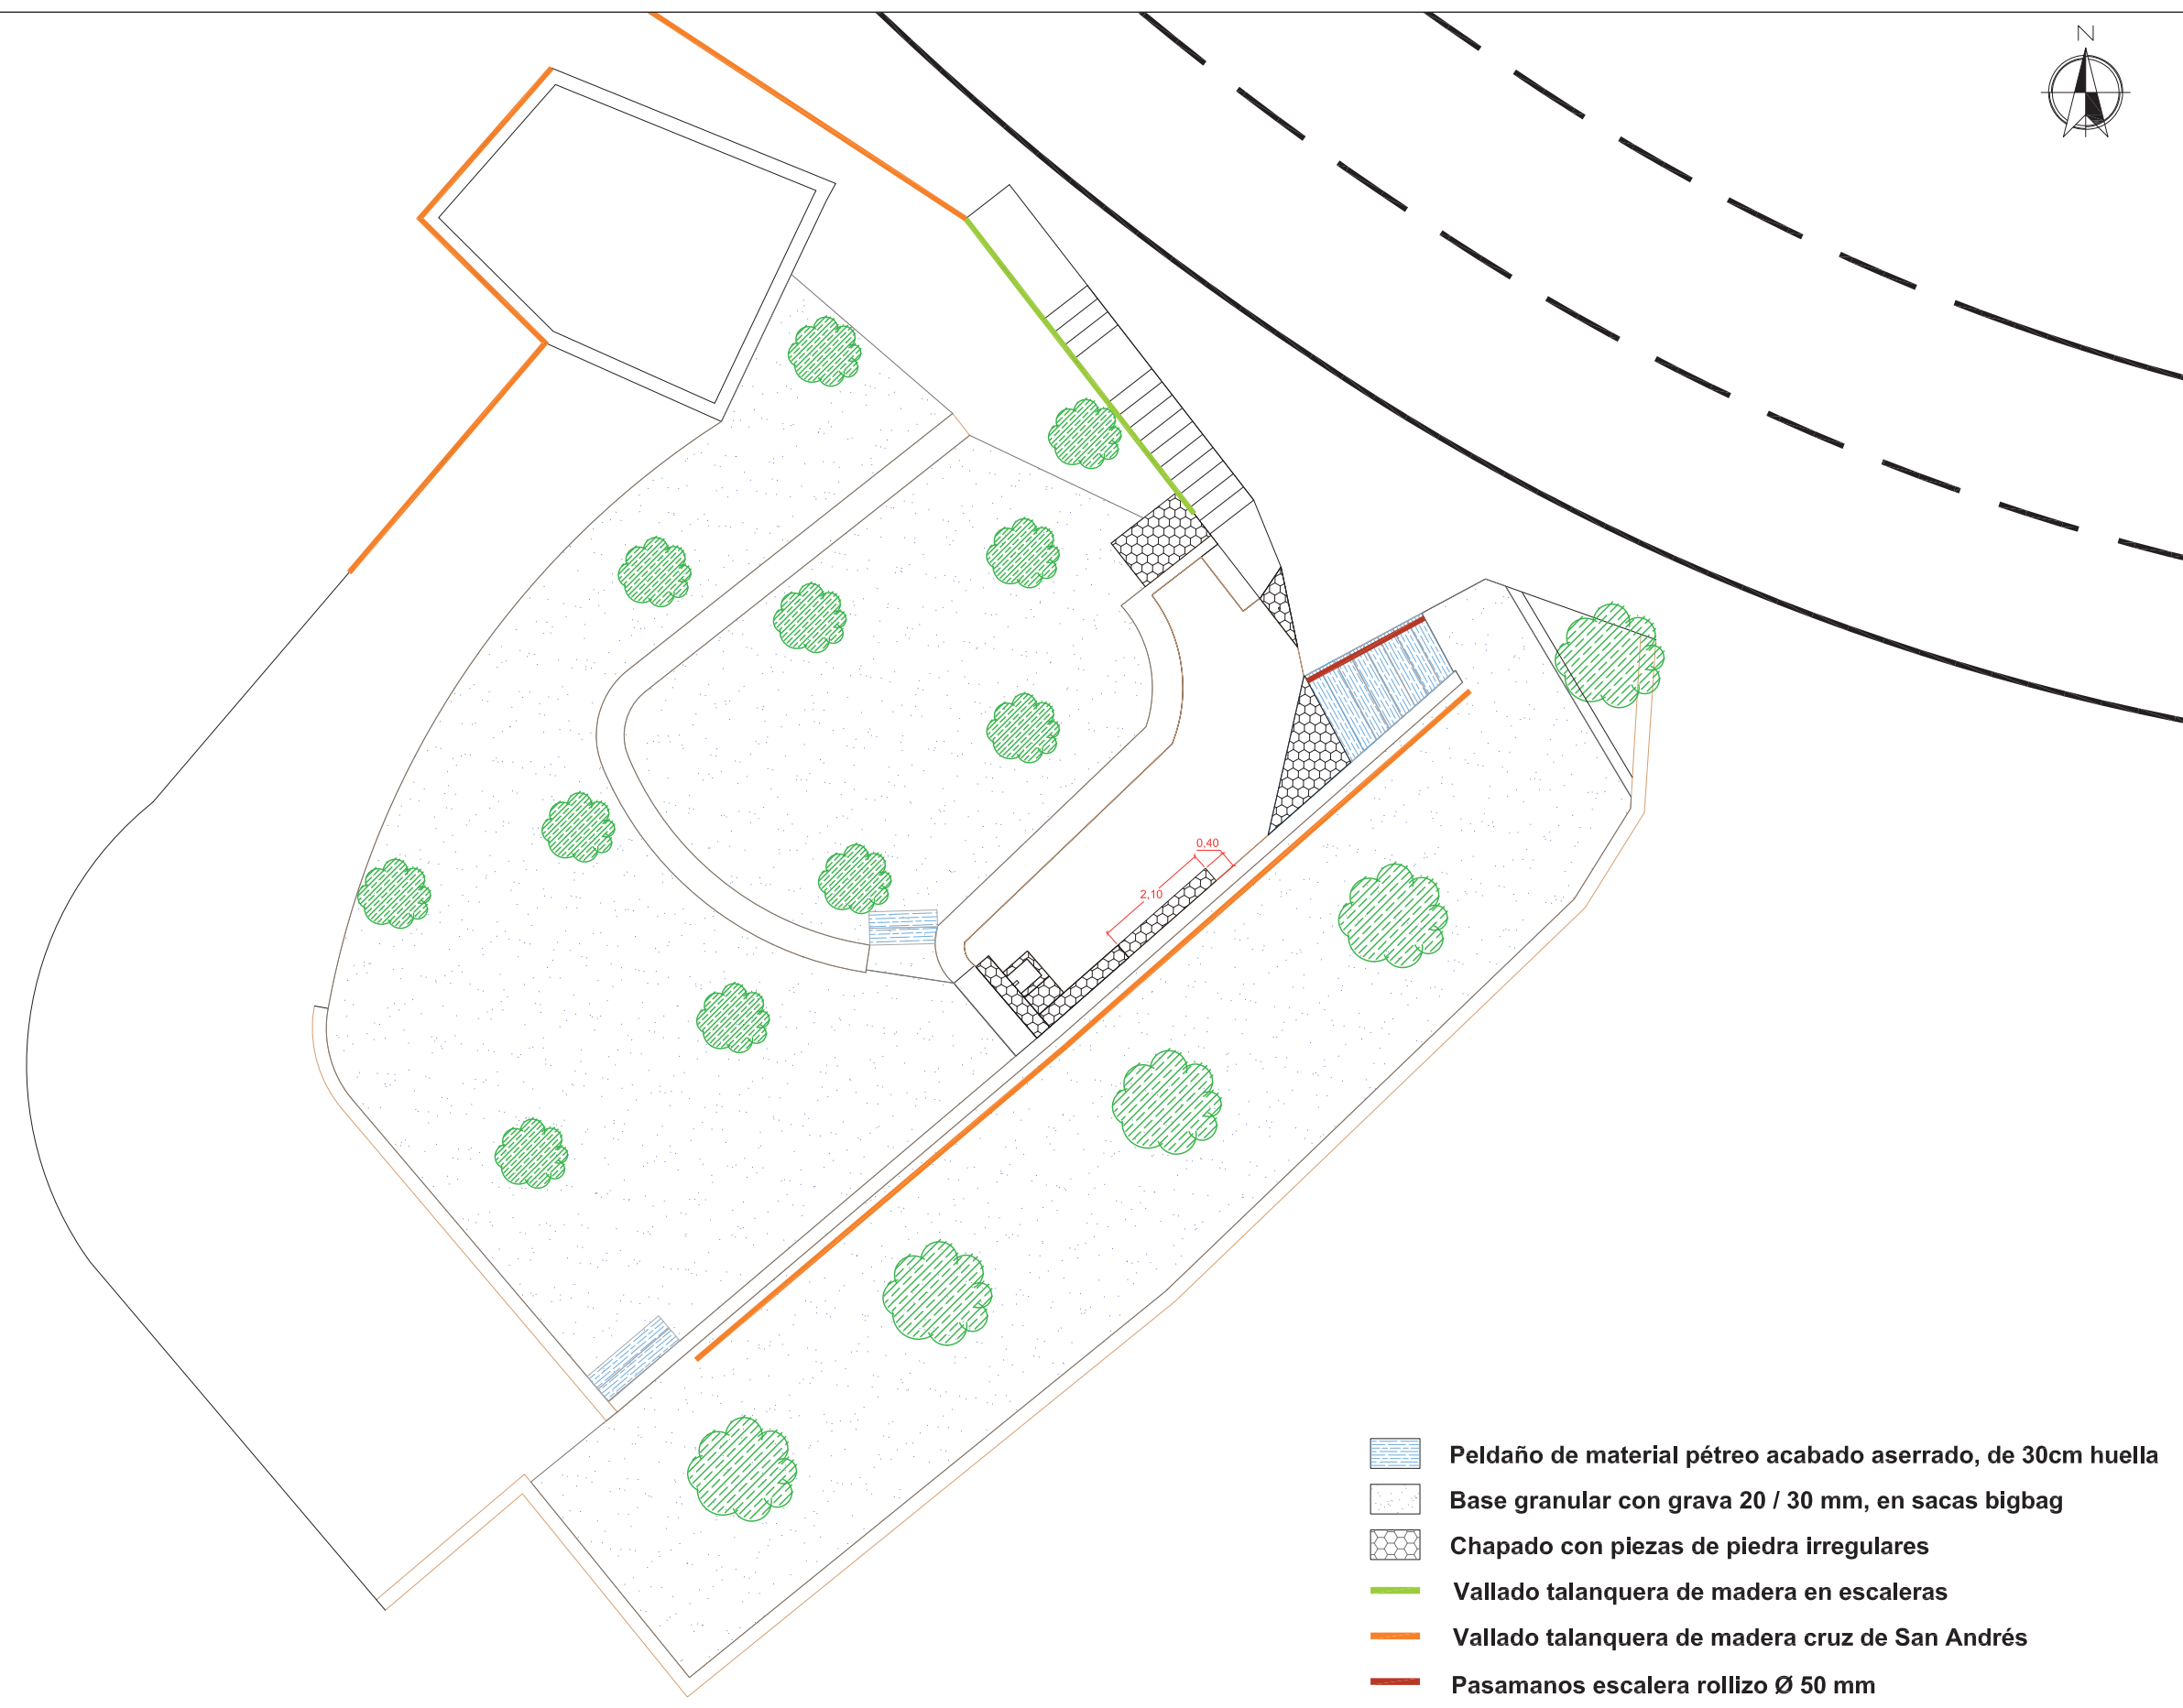 N
0,40
2,10
Peldaño de material pétreo acabado aserrado, de 30cm huella
Base granular con grava 20 / 30 mm, en sacas bigbag
Chapado con piezas de piedra irregulares
Vallado talanquera de madera en escaleras
Vallado talanquera de madera cruz de San Andrés
Pasamanos escalera rollizo Ø 50 mm